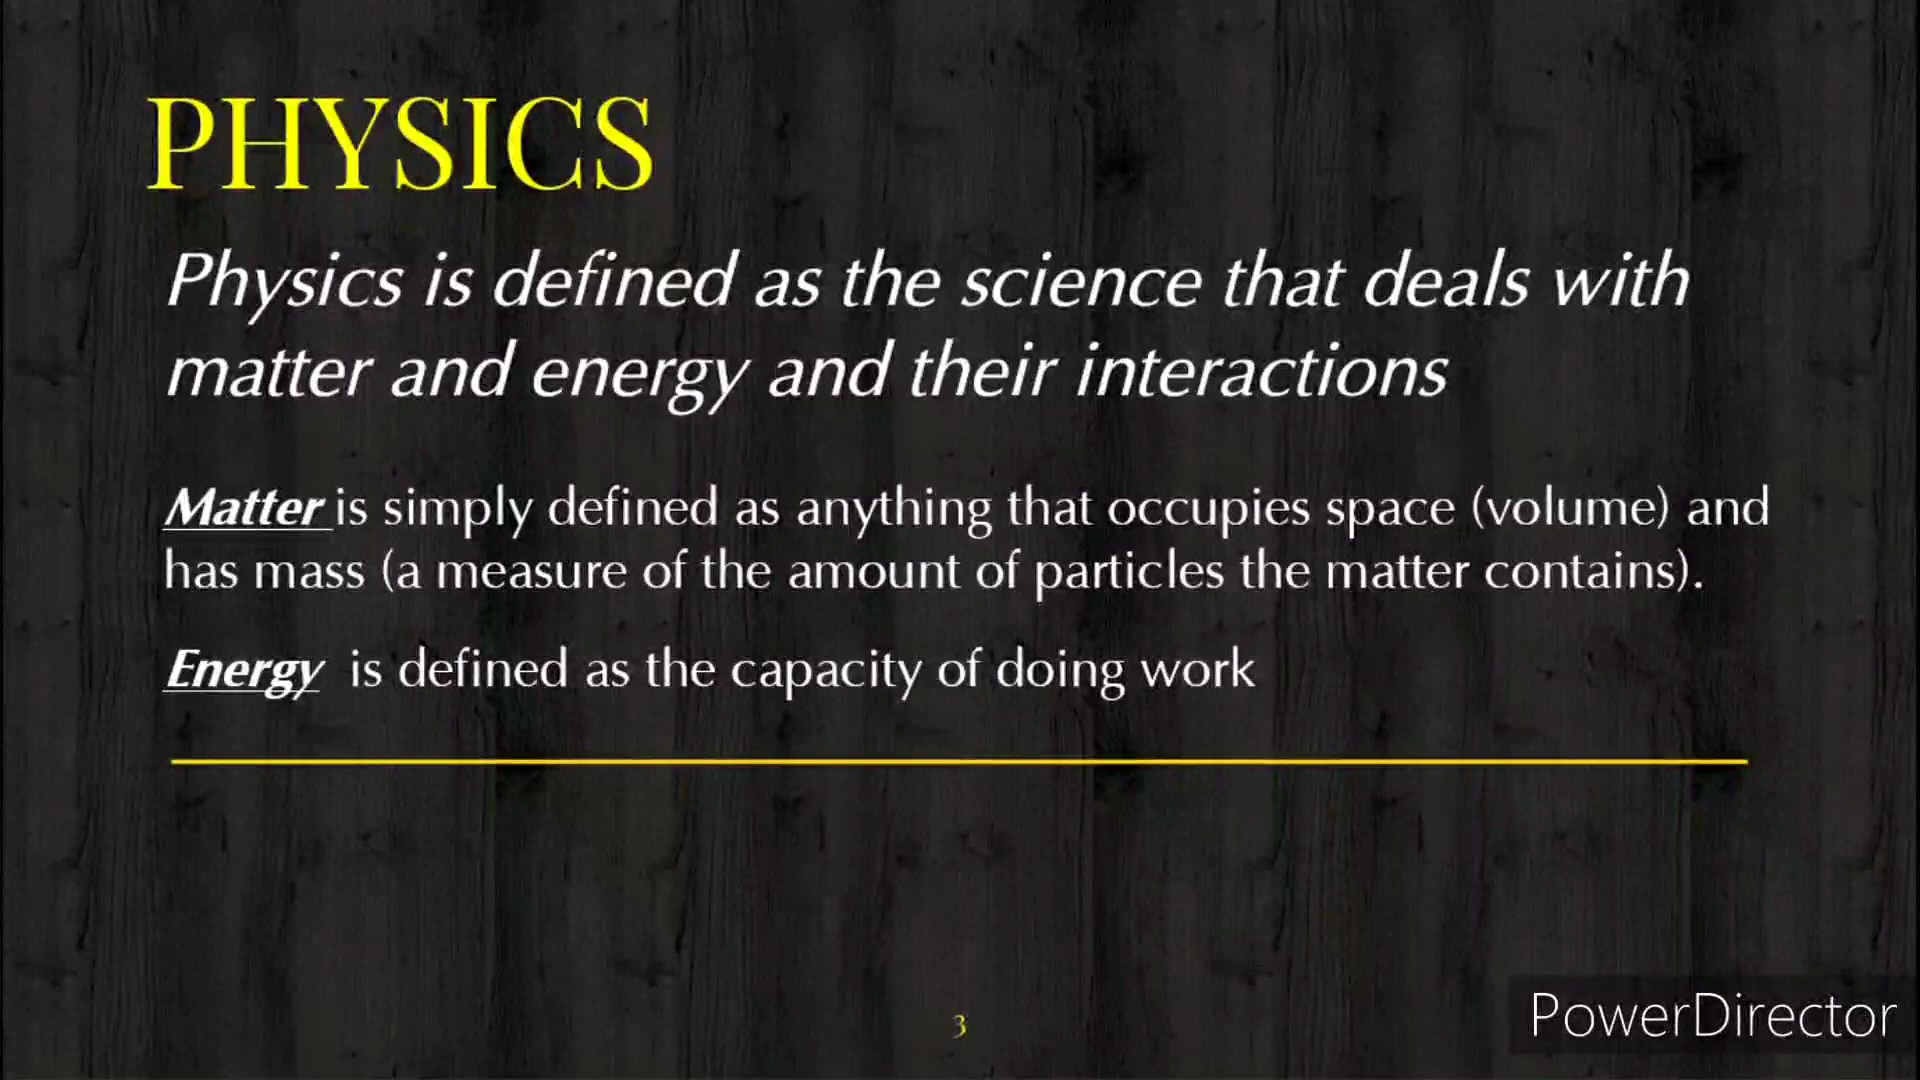 PHYSICS
Physics is defined as the science that deals with
matter and energy and their interactions
Matter is simply defined as anything that occupies space (volume) and
has mass (a measure of the amount of particles the matter contains).
Energy is defined as the capacity of doing work
3
PowerDirector